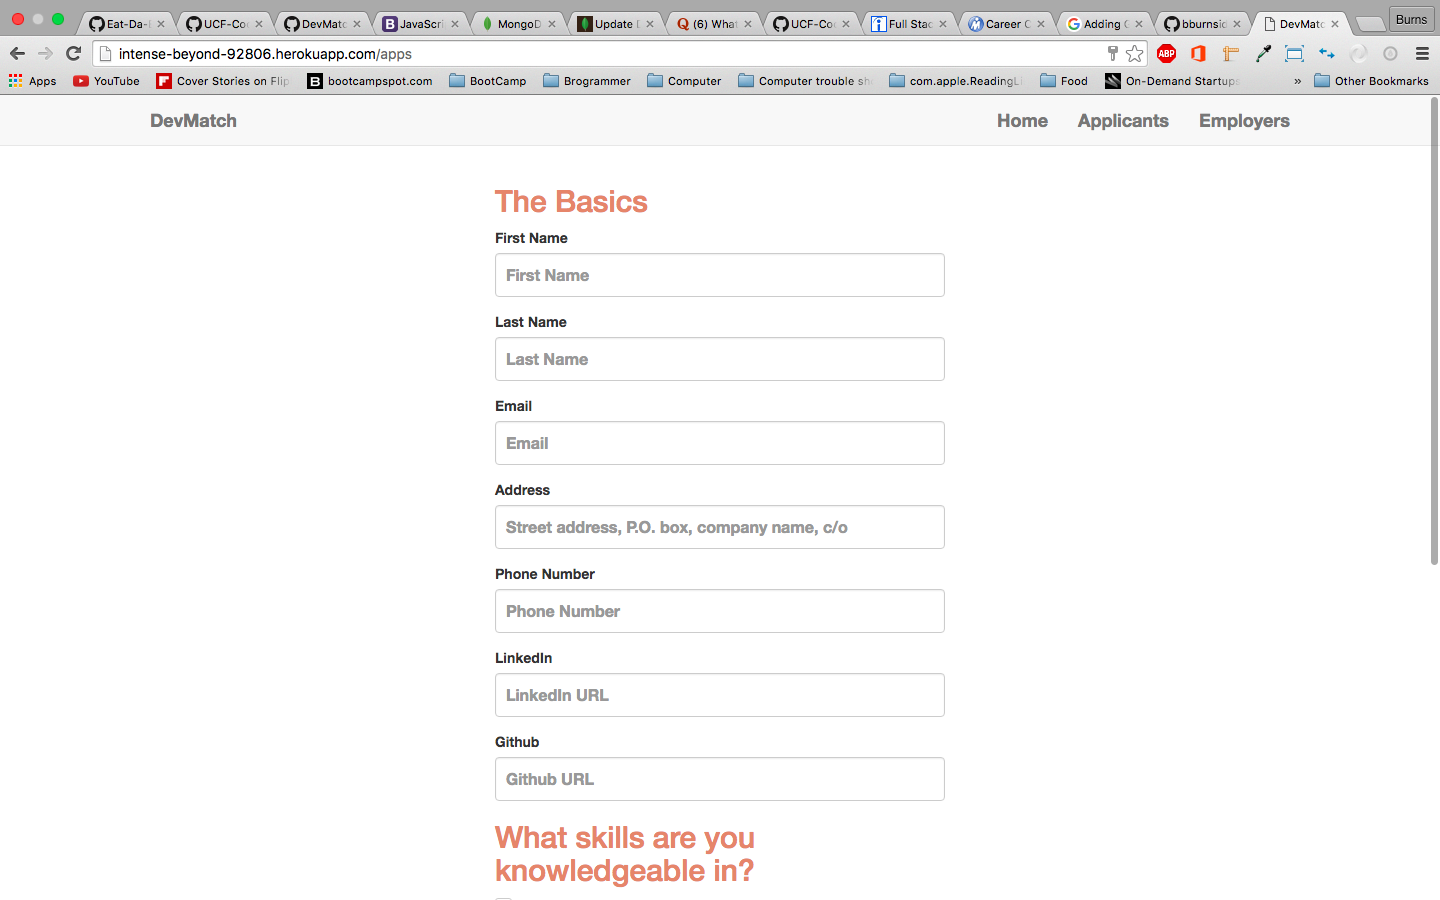 Eat-Da-
UCF-Co
DevMatc
JavaScri
MongoD
Update
(6) What
UCF-Co
Full Stac
Career C
Adding
bburnsi
DevMatc
Burns
intense-beyond-92806.herokuapp.com/apps
Apps
YouTube
Cover Stories on Flip
bootcampspot.com
BootCamp
Brogrammer
Computer
Computer trouble sh
com.apple.ReadingL
Food
On-Demand Startups
»
Other Bookmarks
DevMatch
Home
Applicants
Employers
The Basics
First Name
First Name
Last Name
Last Name
Email
Email
Address
Street address, P.O. box, company name, c/o
Phone Number
Phone Number
LinkedIn
LinkedIn URL
Github
Github URL
What skills are you
knowledgeable in?